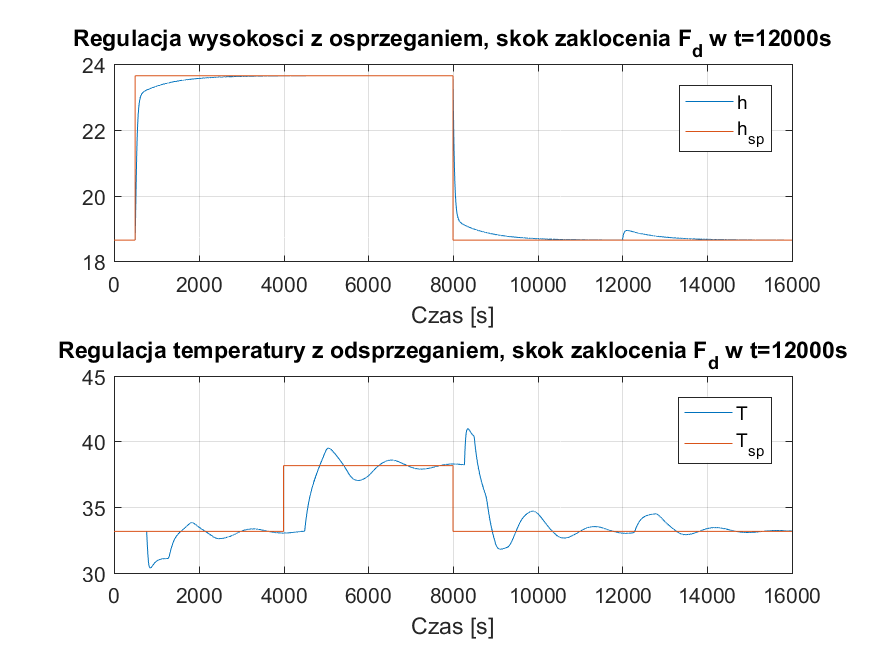 Regulacja wysokosci z osprzeganiem, skok zaklocenia F_d w t=12000s
24
22
20
18
h
h_sp
0 2000 4000 6000 8000 10000 12000 14000 16000
Czas [s]
Regulacja temperatury z odsprzeganiem, skok zaklocenia F_d w t=12000s
45
40
35
30
T
T_sp
0 2000 4000 6000 8000 10000 12000 14000 16000
Czas [s]